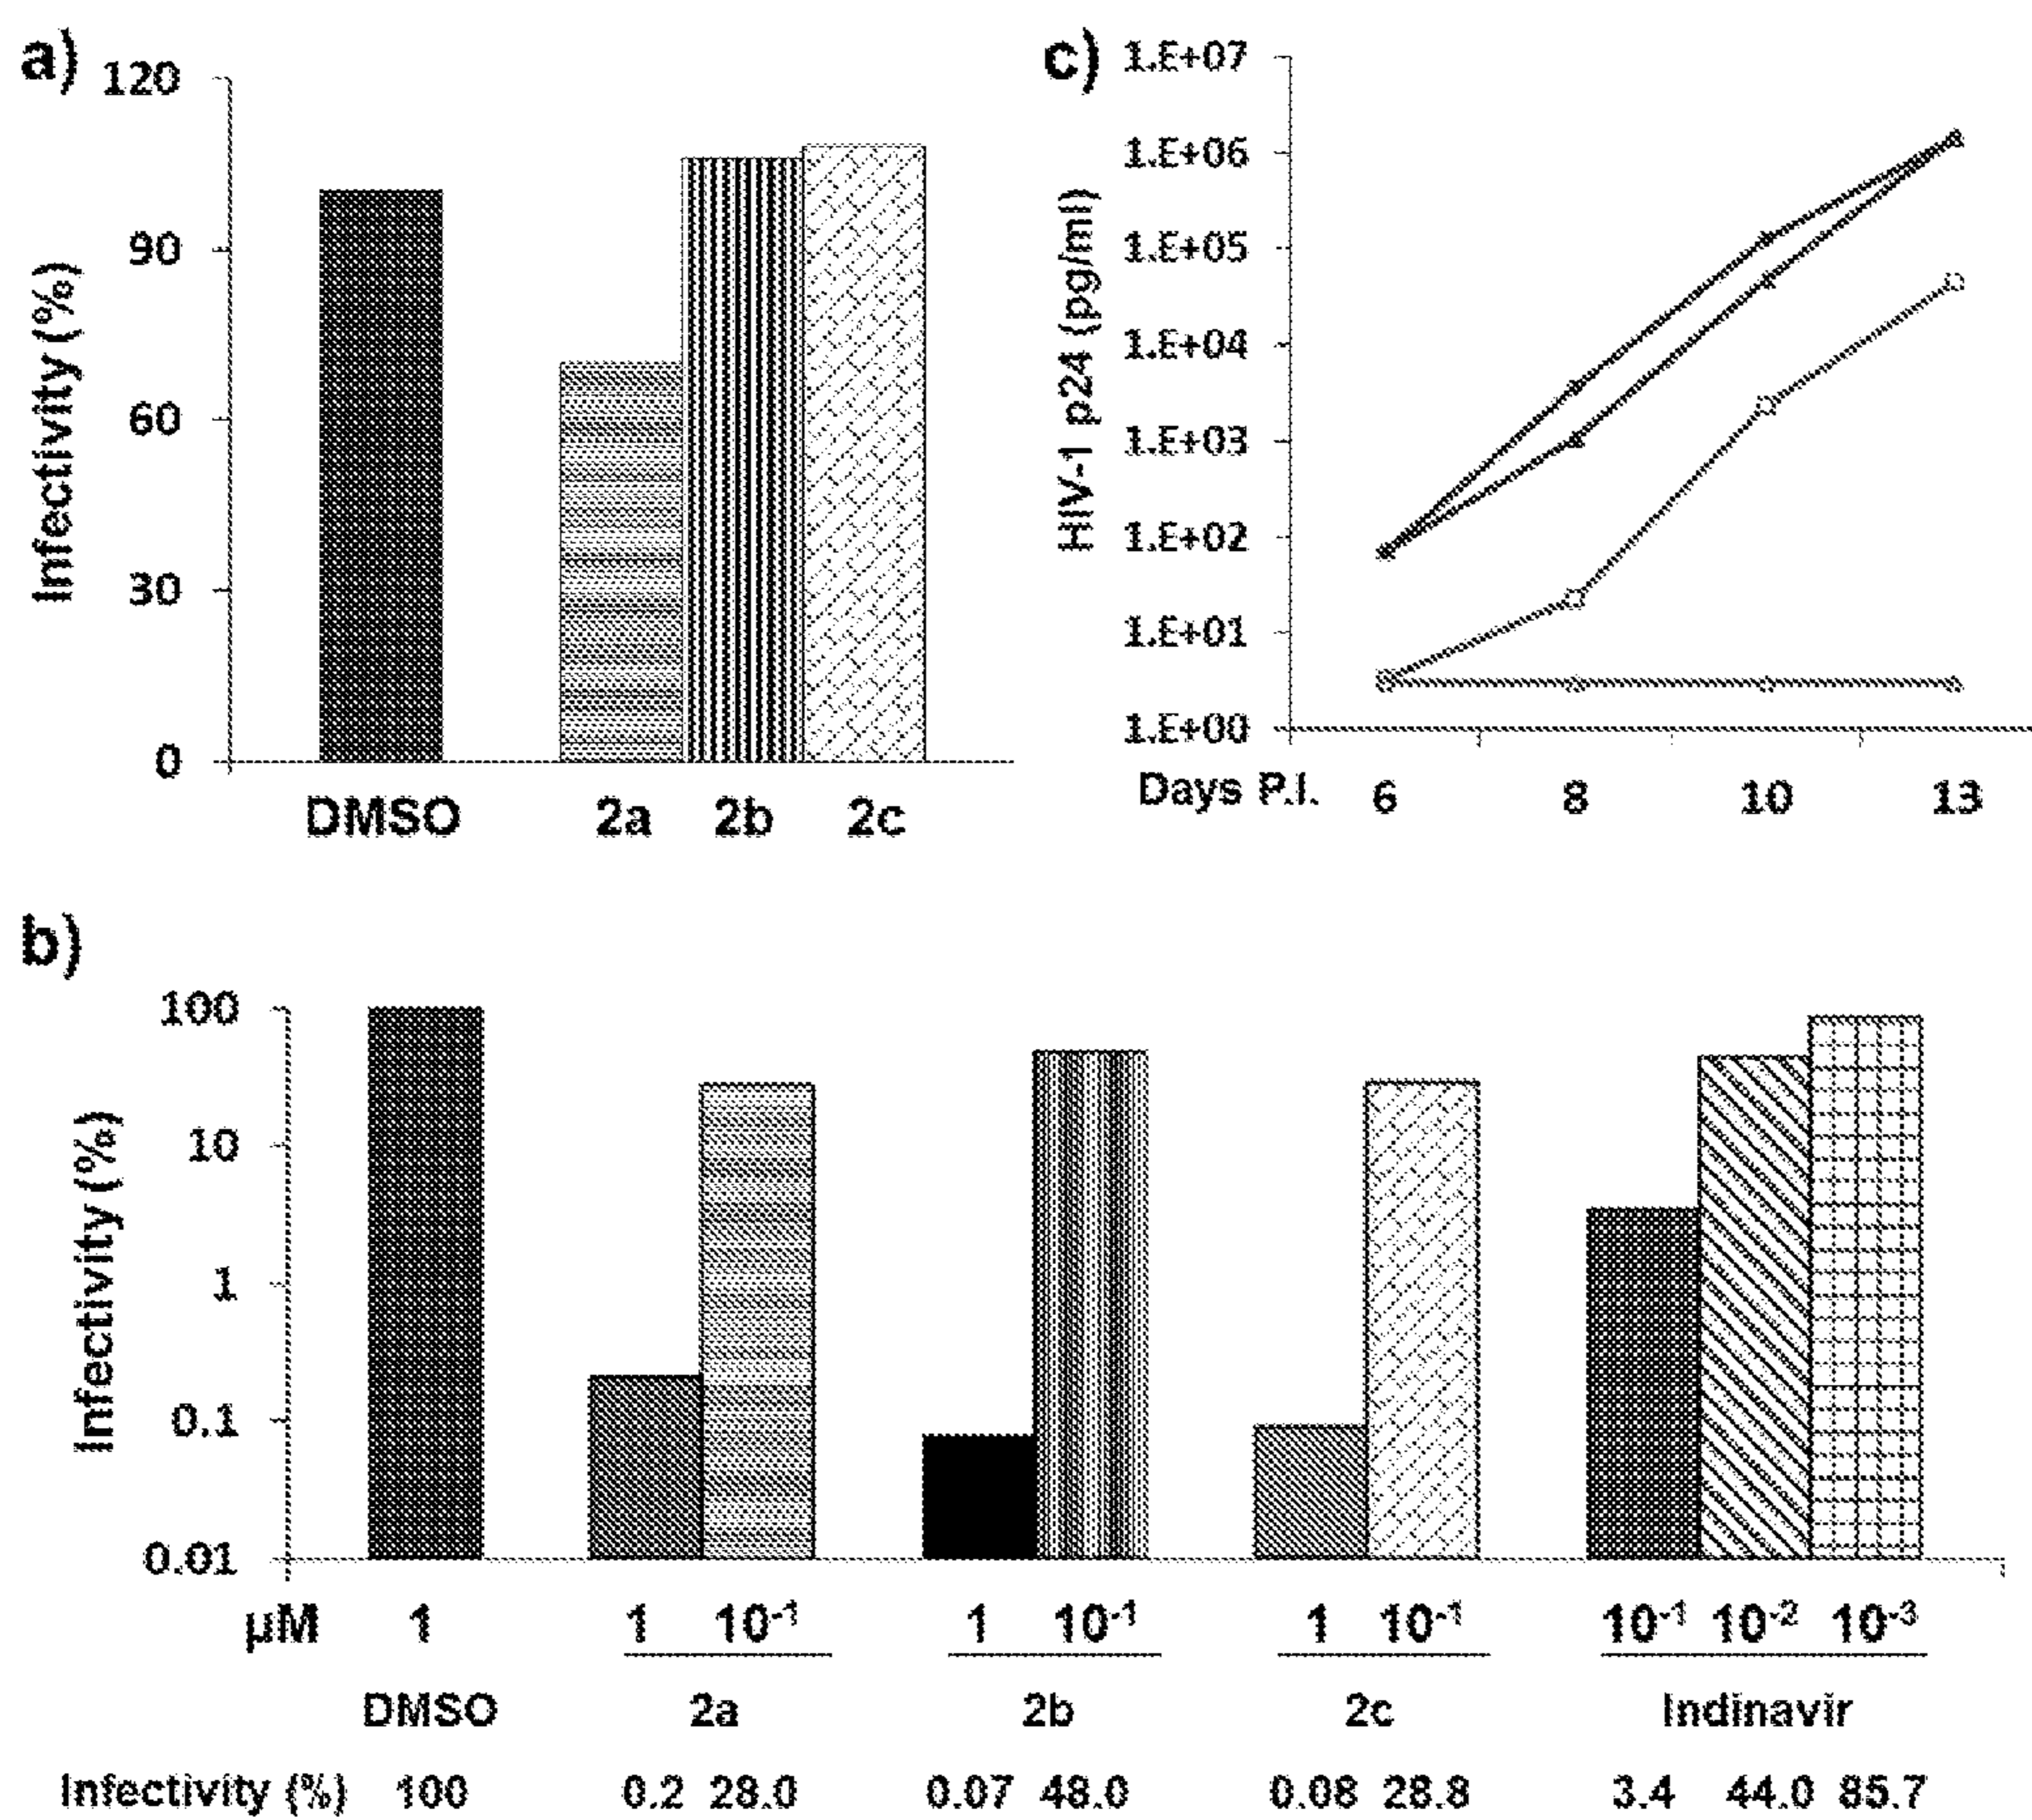 a)
120
90
60
30
0
Infectivity (%)
DMSO 2a 2b 2c
c)
1.E+07
1.E+06
1.E+05
1.E+04
1.E+03
1.E+02
1.E+01
1.E+00
HIV-1 p24 (pg/ml)
Days P.I. 6 8 10 13
b)
100
10
1
0.1
0.01
Infectivity (%)
µM 1 1 10⁻¹ 1 10⁻¹ 1 10⁻¹ 10⁻¹ 10⁻² 10⁻³
DMSO 2a 2b 2c Indinavir
Infectivity (%) 100 0.2 28.0 0.07 48.0 0.08 28.8 3.4 44.0 85.7